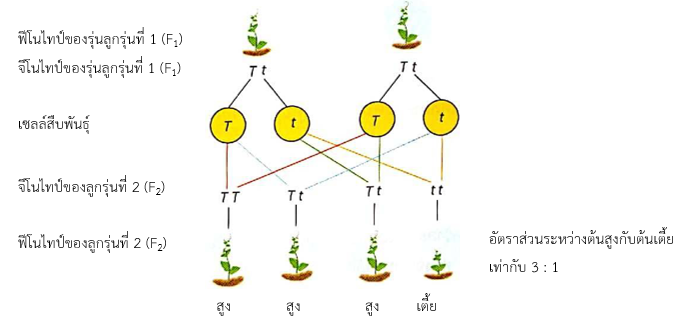 ฟีโนไทป์ของรุ่นลูกรุ่นที่ 1 (F1)
จีโนไทป์ของรุ่นลูกรุ่นที่ 1 (F1)
T t
T t
เซลล์สืบพันธุ์
T
t
T
t
จีโนไทป์ของลูกรุ่นที่ 2 (F2)
T T
T t
T t
t t
ฟีโนไทป์ของลูกรุ่นที่ 2 (F2)
อัตราส่วนระหว่างต้นสูงกับต้นเตี้ย
เท่ากับ 3 : 1
สูง
สูง
สูง
เตี้ย